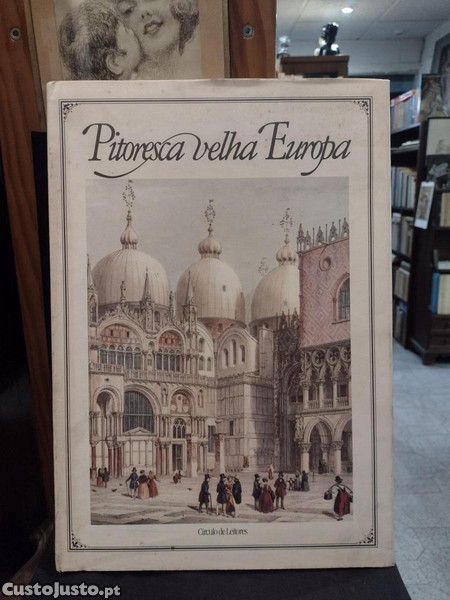 Pitoresca velha Europa
Círculo de Leitores
CustoJusto.pt